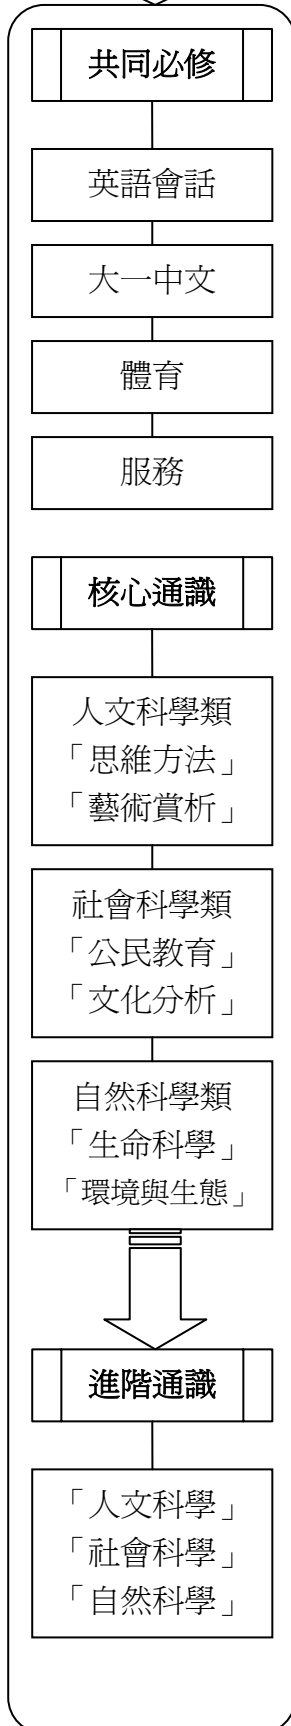 共同必修
英語會話
大一中文
體育
服務
核心通識
人文科學類
「思維方法」
「藝術賞析」
社會科學類
「公民教育」
「文化分析」
自然科學類
「生命科學」
「環境與生態」
進階通識
「人文科學」
「社會科學」
「自然科學」